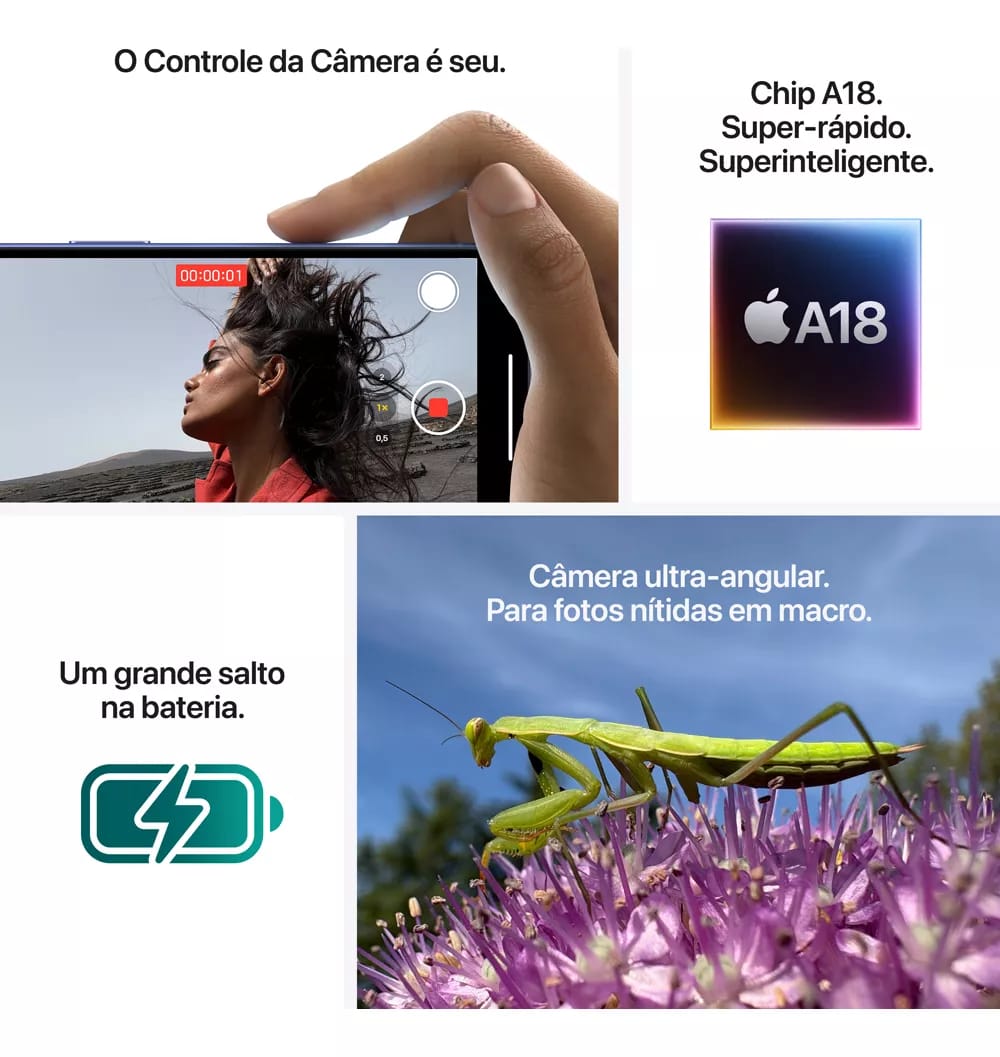 O Controle da Câmera é seu.
Chip A18.
Super-rápido.
Superinteligente.
00:00:01
2
1×
0,5
A18
Câmera ultra-angular.
Para fotos nítidas em macro.
Um grande salto
na bateria.